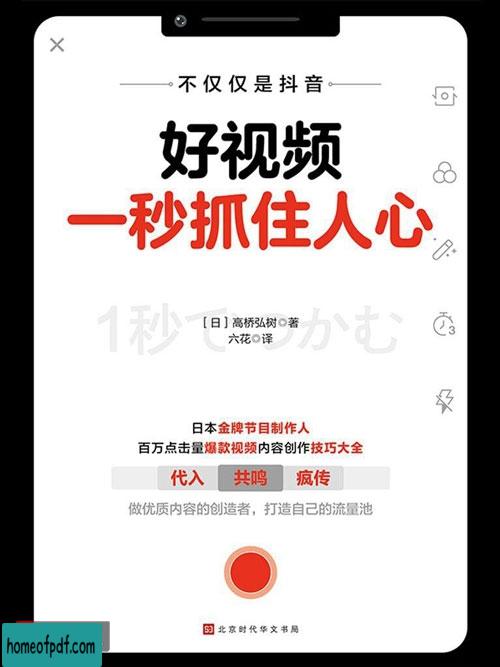 不仅仅是抖音
好视频
一秒抓住人心
1秒でつかむ
[日]高桥弘树◎著
六花◎译
3
日本金牌节目制作人
百万点击量爆款视频内容创作技巧大全
代入 共鸣 疯传
做优质内容的创造者，打造自己的流量池
北京时代华文书局
homeofpdf.com